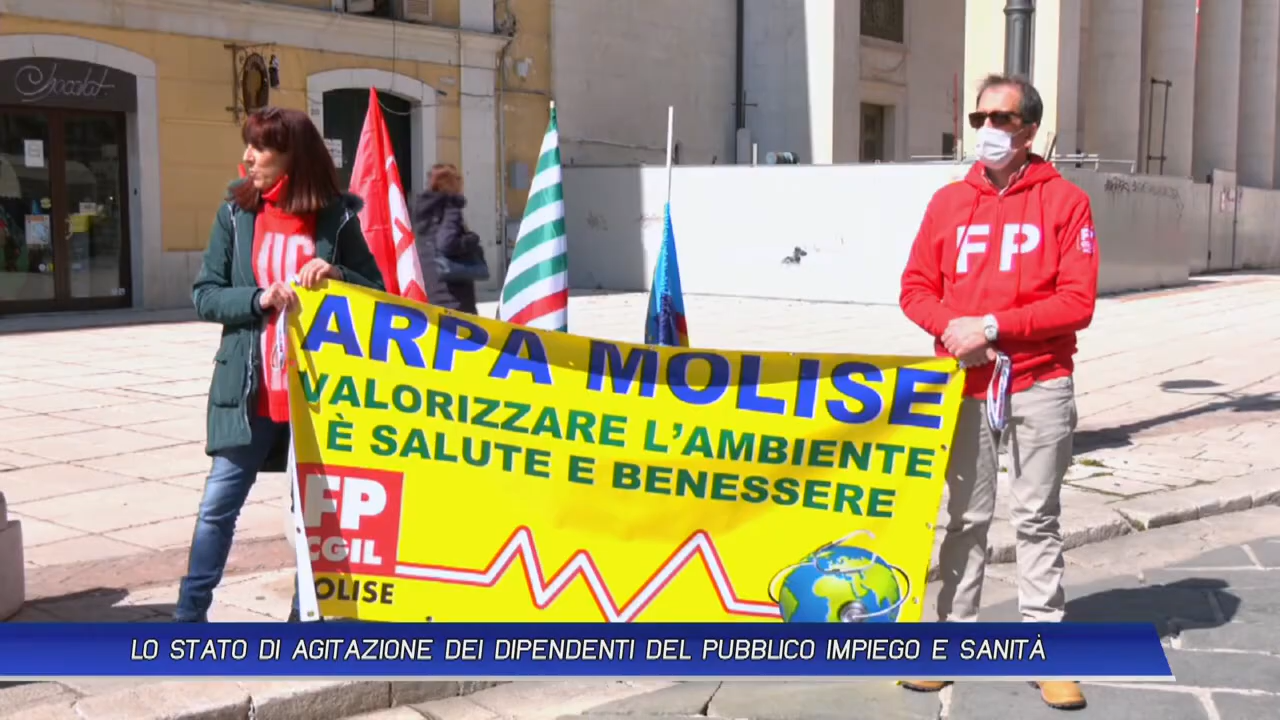 Chocolat
FP
ARPA MOLISE
VALORIZZARE L'AMBIENTE
È SALUTE E BENESSERE
FP
CGIL
OLISE
LO STATO DI AGITAZIONE DEI DIPENDENTI DEL PUBBLICO IMPIEGO E SANITÀ